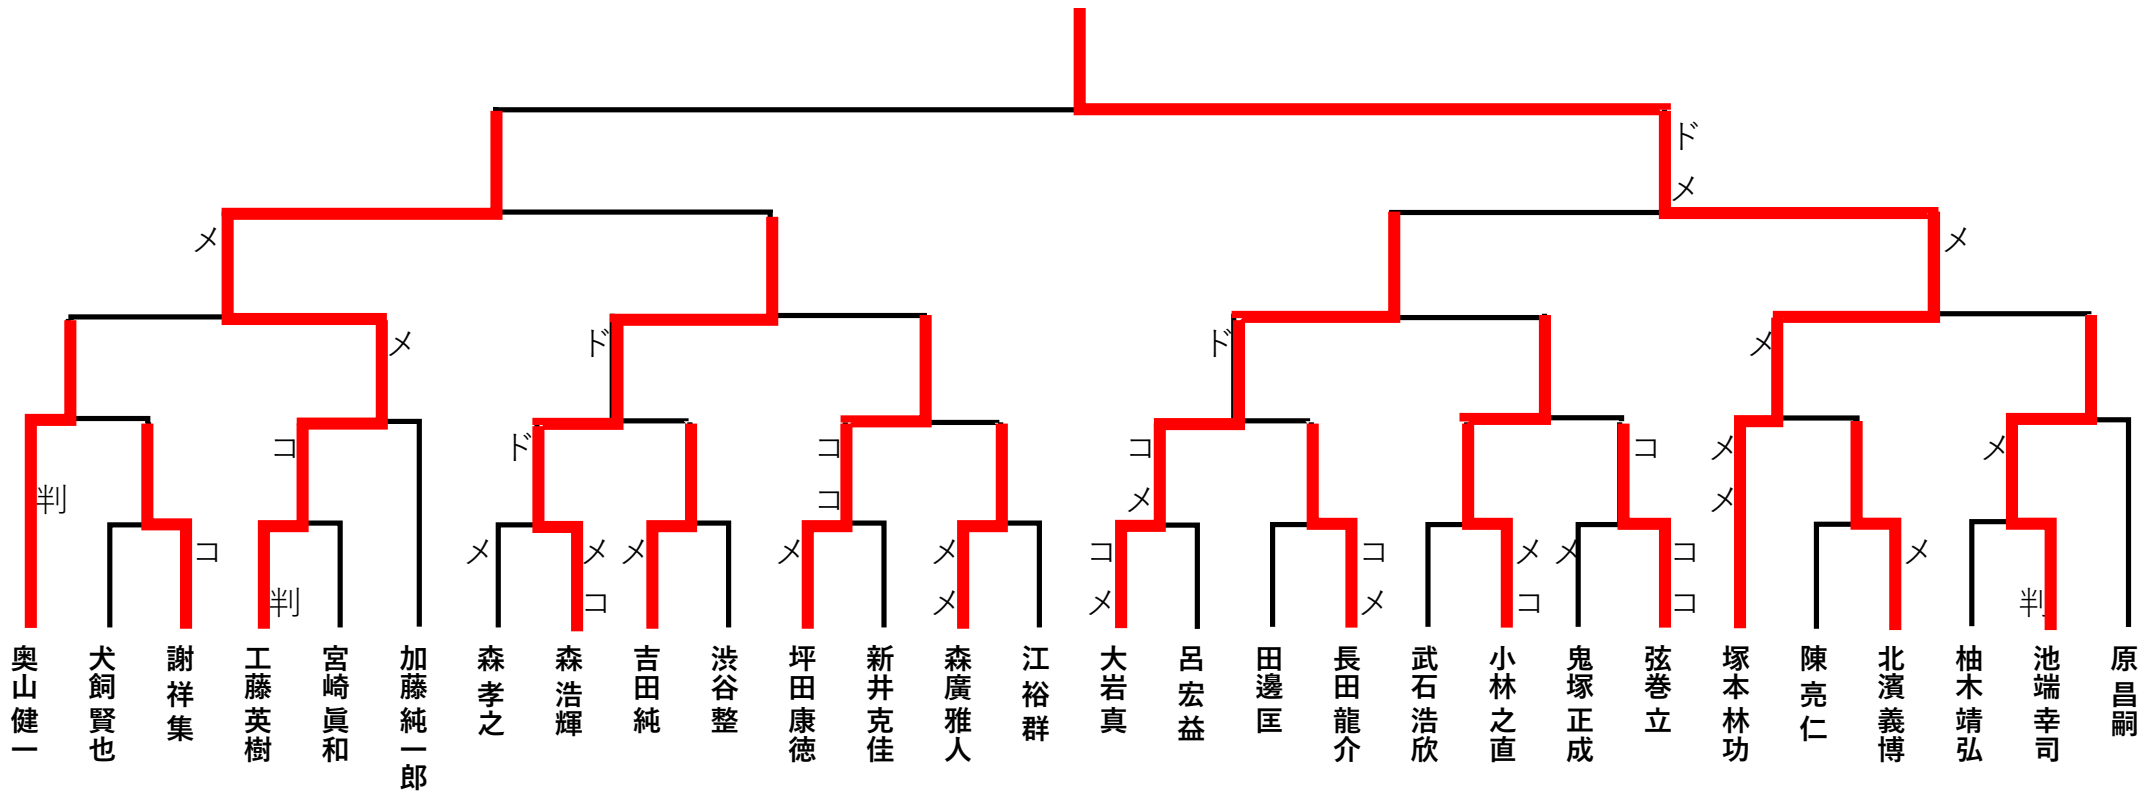 ド
メ
メ
メ
メ
ド
ド
メ
コ
ド
コ
コ
メ
コ
メ
メ
判
コ
コ
メ
メ
メ
メ
メ
メ
コ
コ
メ
メ
コ
メ
判
コ
メ
メ
メ
コ
コ
判
奥山 健一
犬飼 賢也
謝 祥集
工藤 英樹
宮崎 眞和
加藤 純一郎
森 孝之
森 浩輝
吉田 純
渋谷 整
坪田 康徳
新井 克佳
森廣 雅人
江 裕群
大岩 真
呂 宏益
田邊 匡
長田 龍介
武石 浩欣
小林 之直
鬼塚 正成
弦巻 立
塚本 林功
陳 亮仁
北濱 義博
柚木 靖弘
池端 幸司
原 昌嗣